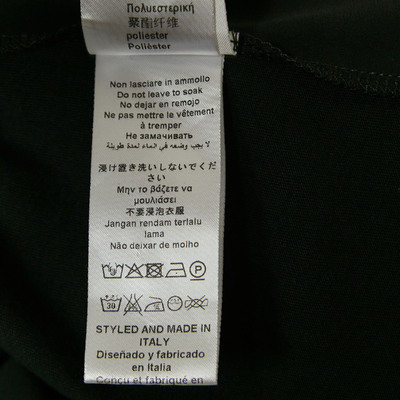 Πολυεστερική
聚酯纤维
poliester
Poliéster
Non lasciare in ammollo
Do not leave to soak
No dejar en remojo
Ne pas mettre le vêtement
à tremper
Не замачивать
لا يجب وضعه في الماء لمدة طويلة
浸け置き洗いしないでくだ
さい
Μην το βάζετε να
μουλιάσει
不要浸泡衣服
Jangan rendam terlalu
lama
Não deixar de molho
P
30
STYLED AND MADE IN
ITALY
Diseñado y fabricado
en Italia
Conçu et fabriqué en